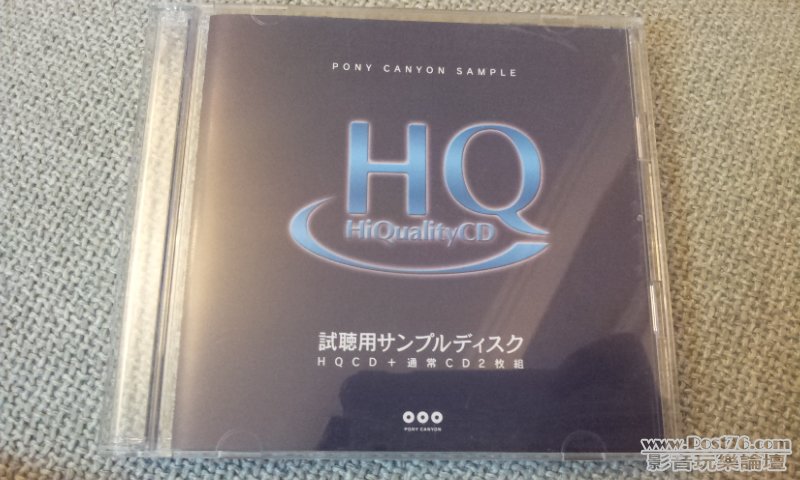 PONY CANYON SAMPLE
HQ
HiQualityCD
試聴用サンプルディスク
HQCD+通常CD2枚組
PONY CANYON
www.Post76.com
影音玩樂論壇